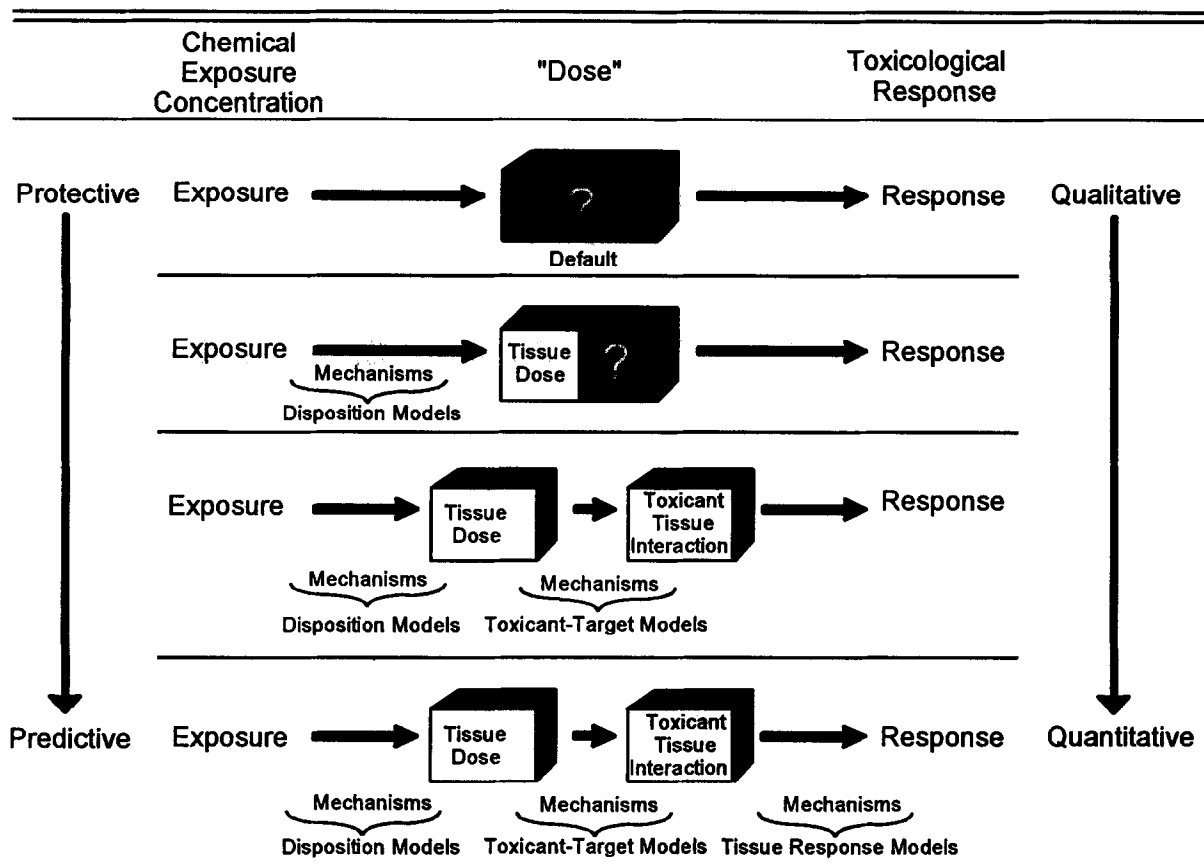 Chemical
Exposure
Concentration
"Dose"
Toxicological
Response
Protective
Exposure
?
Default
Response
Qualitative
Exposure
Mechanisms
Disposition Models
Tissue
Dose
?
Response
Exposure
Mechanisms
Disposition Models
Tissue
Dose
Mechanisms
Toxicant-Target Models
Toxicant
Tissue
Interaction
Response
Predictive
Exposure
Mechanisms
Disposition Models
Tissue
Dose
Mechanisms
Toxicant-Target Models
Toxicant
Tissue
Interaction
Mechanisms
Tissue Response Models
Response
Quantitative